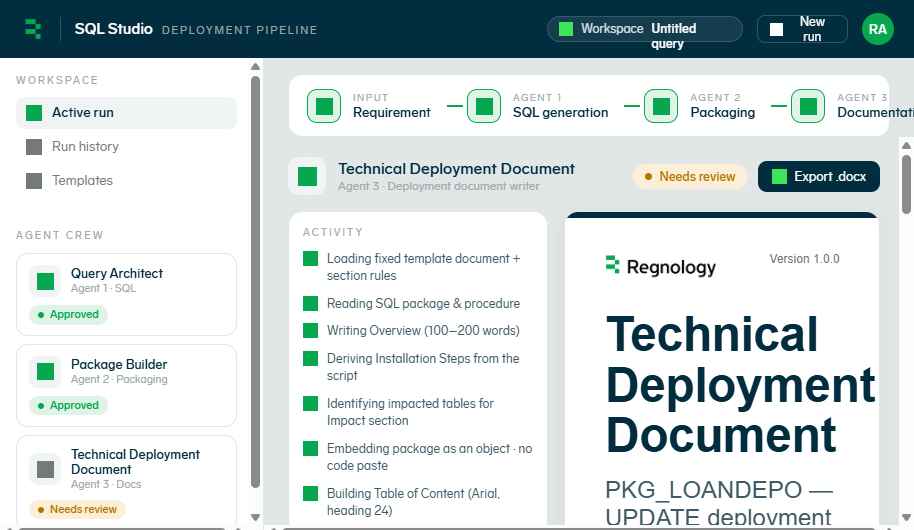 SQL Studio DEPLOYMENT PIPELINE
Workspace Untitled query
New run
RA
WORKSPACE
Active run
Run history
Templates
AGENT CREW
Query Architect
Agent 1 · SQL
Approved
Package Builder
Agent 2 · Packaging
Approved
Technical Deployment
Document
Agent 3 · Docs
Needs review
INPUT
Requirement
AGENT 1
SQL generation
AGENT 2
Packaging
AGENT 3
Documentati
Technical Deployment Document
Agent 3 · Deployment document writer
Needs review
Export .docx
ACTIVITY
Loading fixed template document +
section rules
Reading SQL package & procedure
Writing Overview (100–200 words)
Deriving Installation Steps from the
script
Identifying impacted tables for
Impact section
Embedding package as an object · no
code paste
Building Table of Content (Arial,
heading 24)
Regnology
Version 1.0.0
Technical
Deployment
Document
PKG_LOANDEPO —
UPDATE deployment